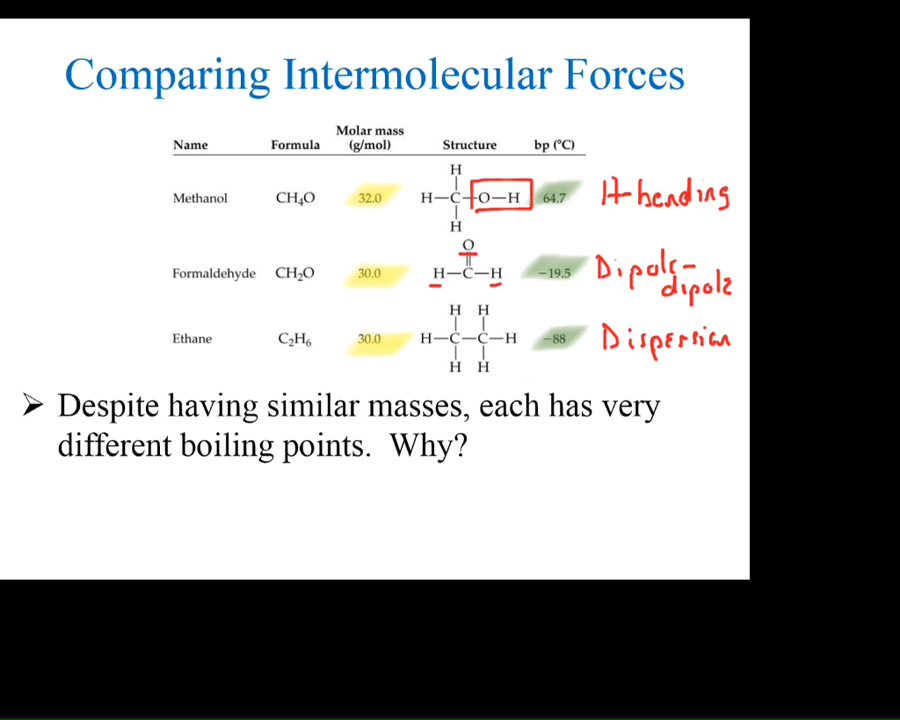 Comparing Intermolecular Forces
Molar mass
Name Formula (g/mol) Structure bp (°C)
H
Methanol CH₄O 32.0 H—C—O—H 64.7 H-bonding
H
O
Formaldehyde CH₂O 30.0 H—C—H −19.5 Dipole-dipole
H H
Ethane C₂H₆ 30.0 H—C—C—H −88 Dispersion
H H
➢ Despite having similar masses, each has very
different boiling points. Why?